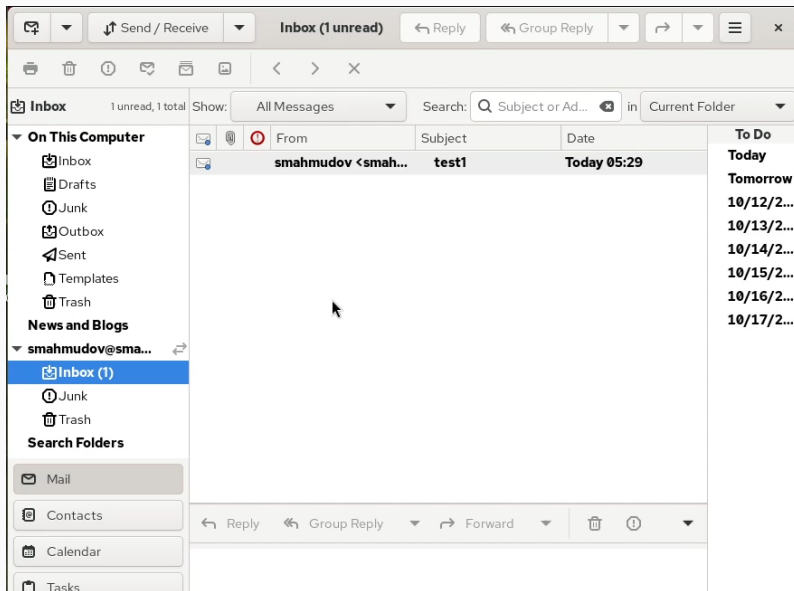 Send / Receive Inbox (1 unread) Reply Group Reply
Inbox 1 unread, 1 total Show: All Messages Search: Subject or Ad... in Current Folder
On This Computer
Inbox
Drafts
Junk
Outbox
Sent
Templates
Trash
News and Blogs
smahmudov@sma...
Inbox (1)
Junk
Trash
Search Folders
Mail
Contacts
Calendar
Tasks
From Subject Date
smahmudov <smah... test1 Today 05:29
Reply Group Reply Forward
To Do
Today
Tomorrow
10/12/2...
10/13/2...
10/14/2...
10/15/2...
10/16/2...
10/17/2...